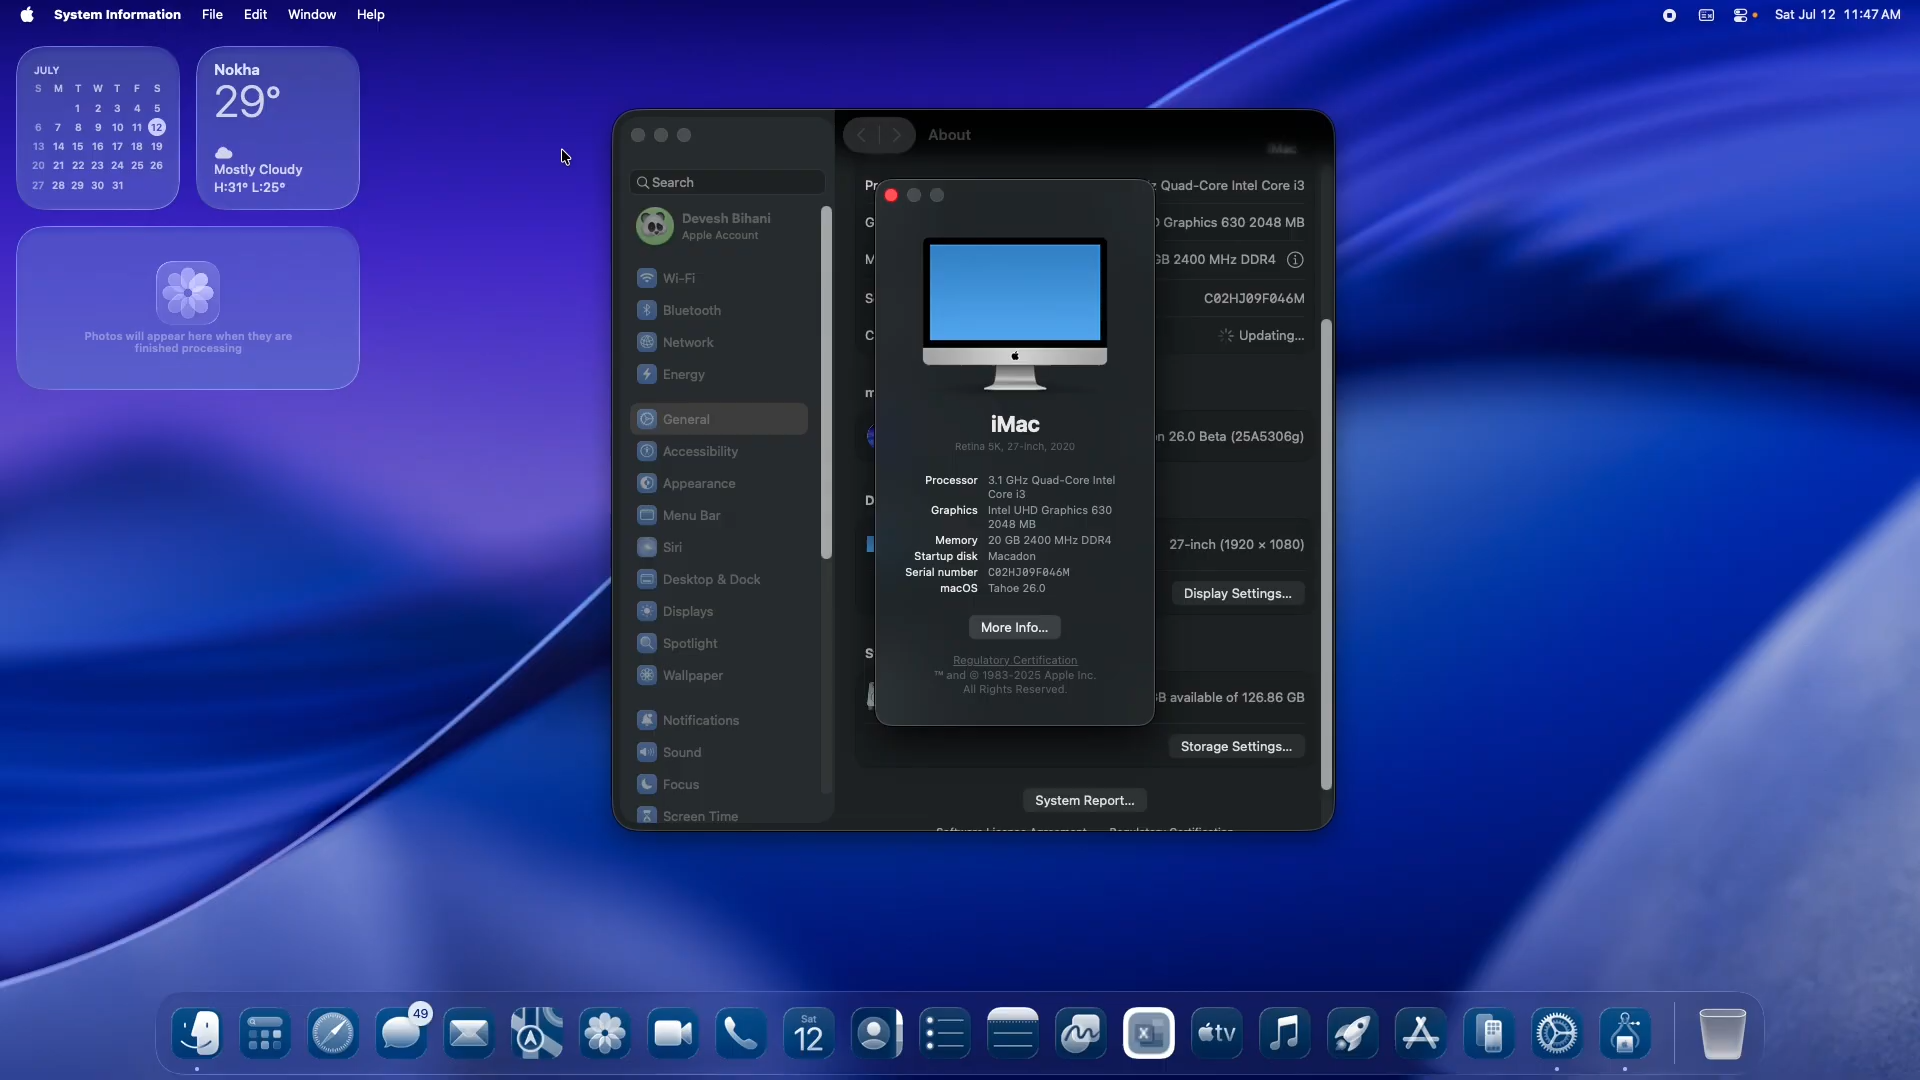 System Information File Edit Window Help
Sat Jul 12 11:47 AM
JULY
S M T W T F S
1 2 3 4 5
6 7 8 9 10 11 12
13 14 15 16 17 18 19
20 21 22 23 24 25 26
27 28 29 30 31
Nokha
29°
Mostly Cloudy
H:31° L:25°
Photos will appear here when they are
finished processing
Search
Devesh Bihani
Apple Account
Wi-Fi
Bluetooth
Network
Energy
General
Accessibility
Appearance
Menu Bar
Siri
Desktop & Dock
Displays
Spotlight
Wallpaper
Notifications
Sound
Focus
Screen Time
About
iMac
Quad-Core Intel Core i3
Graphics 630 2048 MB
2400 MHz DDR4
C02HJ09F046M
Updating...
26.0 Beta (25A5306g)
27-inch (1920 × 1080)
Display Settings...
available of 126.86 GB
Storage Settings...
System Report...
Software License Agreement Regulatory Certification
iMac
Retina 5K, 27-inch, 2020
Processor 3.1 GHz Quad-Core Intel
Core i3
Graphics Intel UHD Graphics 630
2048 MB
Memory 20 GB 2400 MHz DDR4
Startup disk Macadon
Serial number C02HJ09F046M
macOS Tahoe 26.0
More Info...
Regulatory Certification
™ and © 1983-2025 Apple Inc.
All Rights Reserved.
49
Sat
12
X
tv